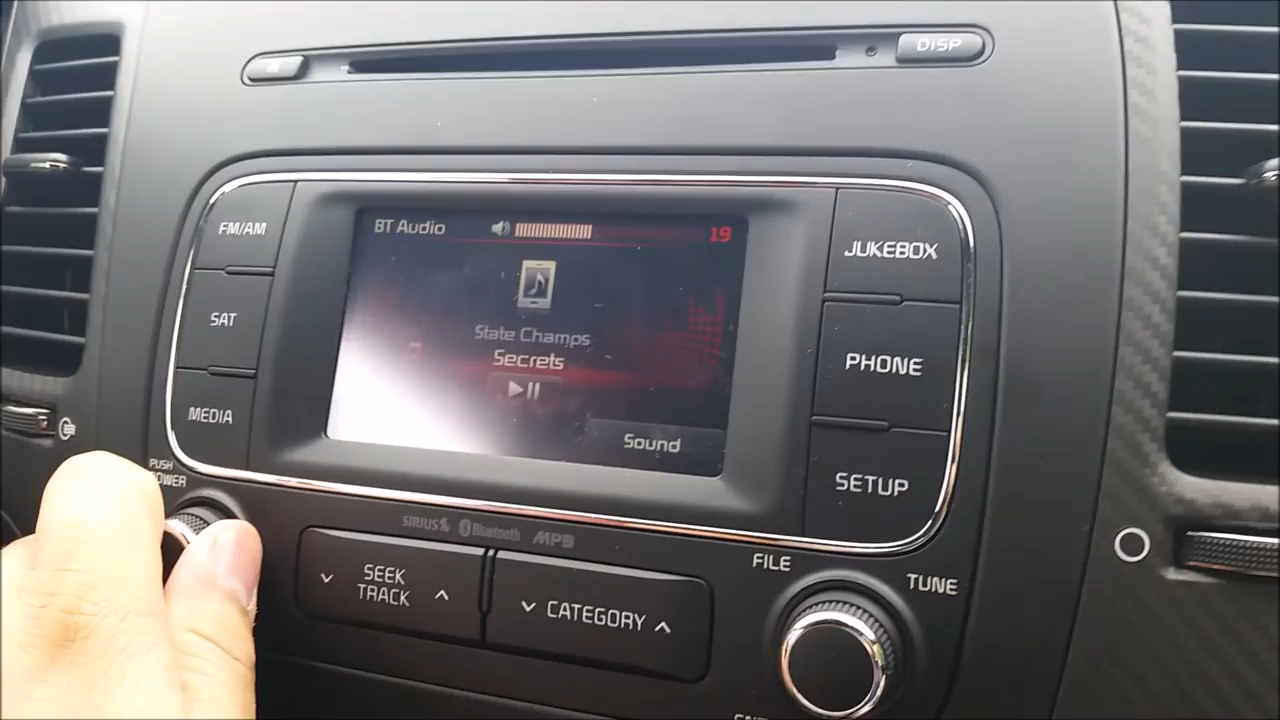 DISP
FM/AM
SAT
MEDIA
BT Audio
19
State Champs
Secrets
Sound
JUKEBOX
PHONE
SETUP
PUSH
POWER
SIRIUS Bluetooth MP3
SEEK
TRACK
CATEGORY
FILE
TUNE